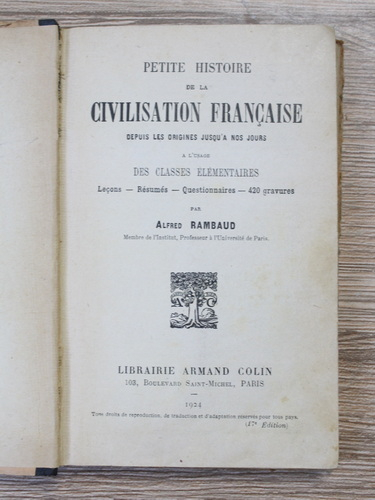 PETITE HISTOIRE
DE LA
CIVILISATION FRANÇAISE
DEPUIS LES ORIGINES JUSQU'A NOS JOURS
A L'USAGE
DES CLASSES ÉLÉMENTAIRES
Leçons — Résumés — Questionnaires — 420 gravures
PAR
ALFRED RAMBAUD
Membre de l'Institut, Professeur à l'Université de Paris.
A C
LIBRAIRIE ARMAND COLIN
103, BOULEVARD SAINT-MICHEL, PARIS
1924
Tous droits de reproduction, de traduction et d'adaptation réservés pour tous pays.
(17e Édition)